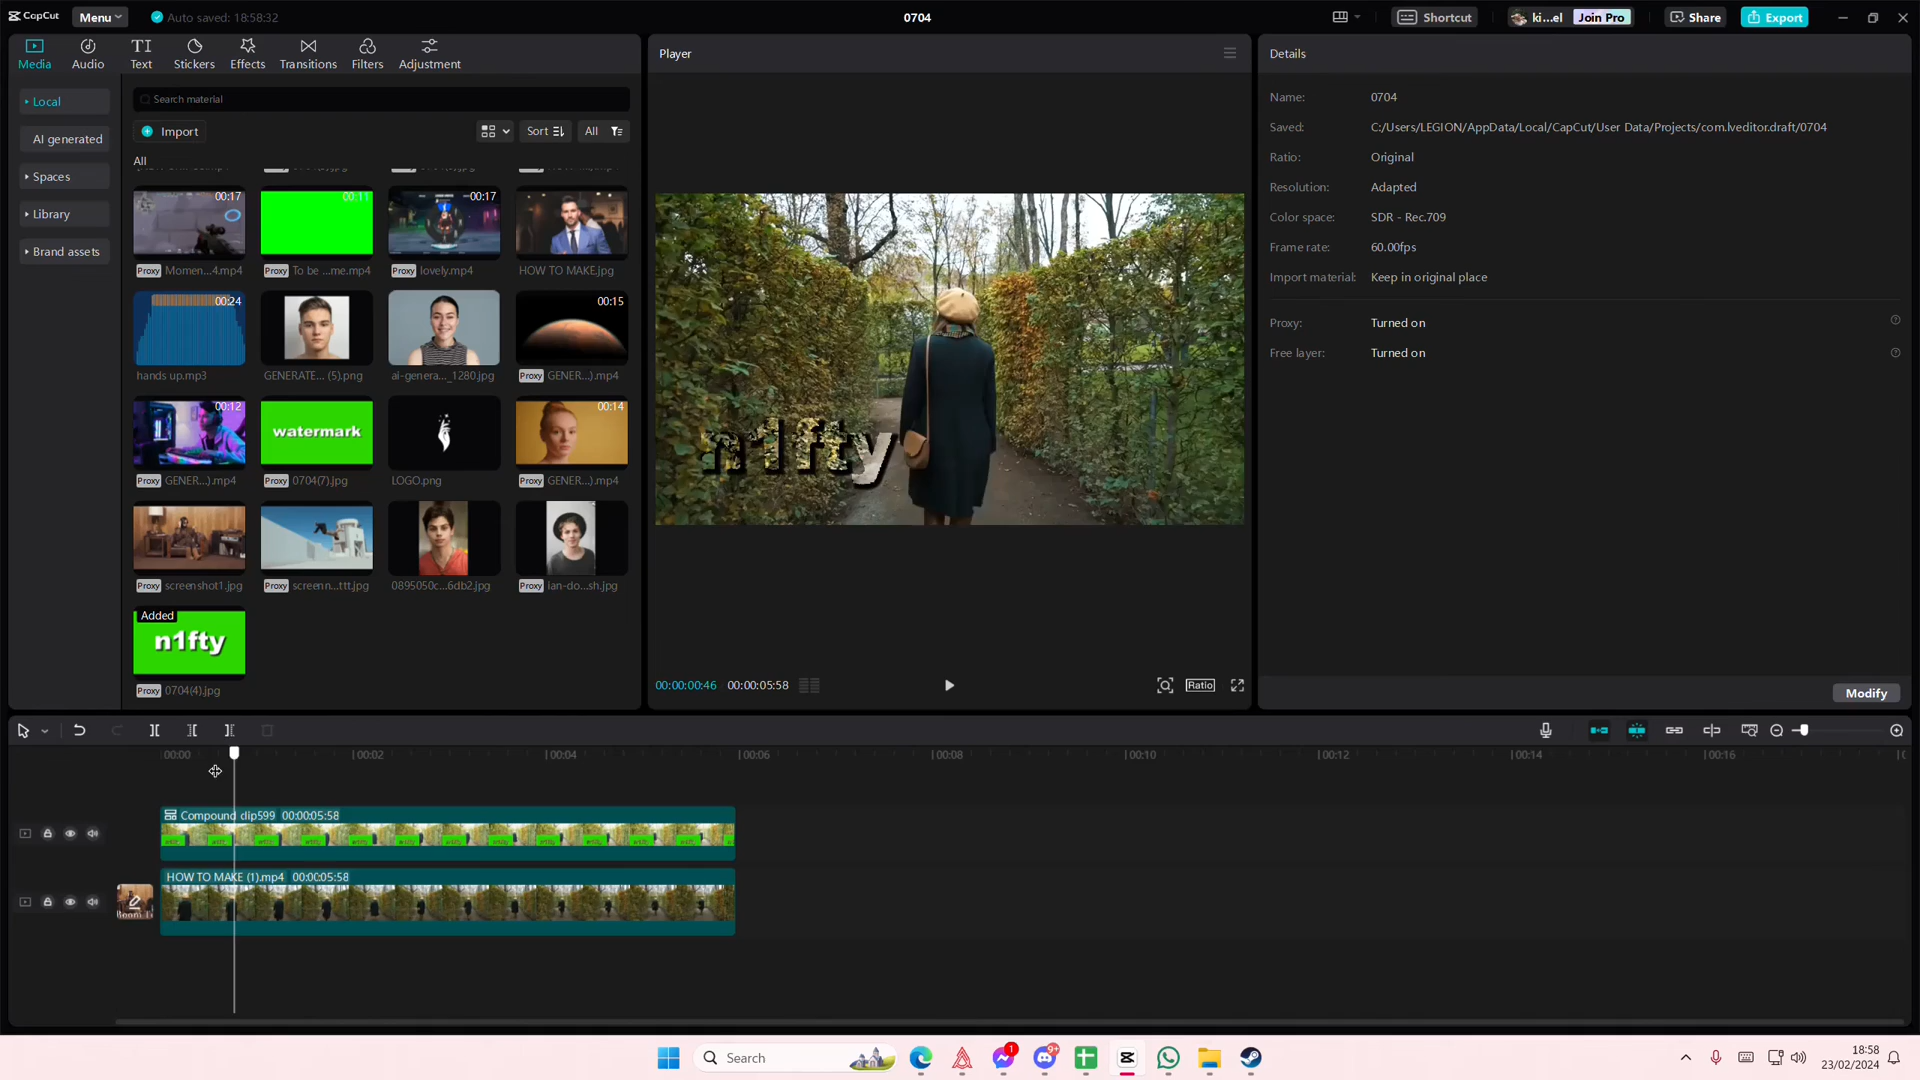 CapCut
Menu
Auto saved: 18:58:32
0704
Shortcut
ki...el
Join Pro
Share
Export
Media
Audio
Text
Stickers
Effects
Transitions
Filters
Adjustment
Local
AI generated
Spaces
Library
Brand assets
Search material
Import
Sort
All
All
00:17
00:11
00:17
Proxy Momen...4.mp4
Proxy To be ...me.mp4
Proxy lovely.mp4
HOW TO MAKE.jpg
00:24
00:15
hands up.mp3
GENERATE... (5).png
ai-genera..._1280.jpg
Proxy GENER...).mp4
00:12
watermark
00:14
Proxy GENER...).mp4
Proxy 0704(7).jpg
LOGO.png
Proxy GENER...).mp4
Proxy screenshot1.jpg
Proxy screenn...ttt.jpg
0895050c...6db2.jpg
Proxy ian-do...sh.jpg
Added
n1fty
Proxy 0704(4).jpg
Player
n1fty
00:00:00:46
00:00:05:58
Ratio
Details
Name: 0704
Saved: C:/Users/LEGION/AppData/Local/CapCut/User Data/Projects/com.lveditor.draft/0704
Ratio: Original
Resolution: Adapted
Color space: SDR - Rec.709
Frame rate: 60.00fps
Import material: Keep in original place
Proxy: Turned on
Free layer: Turned on
Modify
00:00
00:02
00:04
00:06
00:08
00:10
00:12
00:14
00:16
Compound clip599 00:00:05:58
HOW TO MAKE (1).mp4 00:00:05:58
Search
1
9+
18:58
23/02/2024